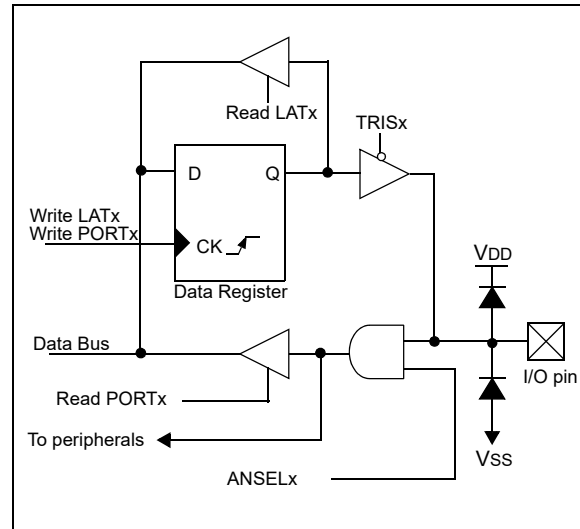 Read LATx
TRISx
D
Q
Write LATx
Write PORTx
CK
Data Register
VDD
Data Bus
I/O pin
Read PORTx
To peripherals
VSS
ANSELx